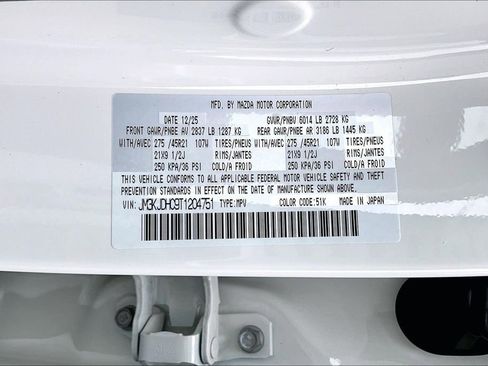 MFD. BY MAZDA MOTOR CORPORATION
DATE 12/25 GVWR/PNBV 6014 LB 2728 KG
FRONT GAWR/PNBE AV 2837 LB 1287 KG REAR GAWR/PNBE AR 3186 LB 1445 KG
WITH/AVEC 275 /45R21 107W TIRES/PNEUS WITH/AVEC 275 /45R21 107W TIRES/PNEUS
21X9 1/2J RIMS/JANTES 21X9 1/2J RIMS/JANTES
250 KPA/36 PSI COLD/A FROID 250 KPA/36 PSI COLD/A FROID
THIS VEHICLE CONFORMS TO ALL APPLICABLE FEDERAL MOTOR VEHICLE SAFETY AND THEFT
PREVENTION STANDARDS IN EFFECT ON THE DATE OF MANUFACTURE SHOWN ABOVE.
VIN: JM3KJDHC9T1204751 TYPE:MPV COLOR CODE:51K MADE IN JAPAN